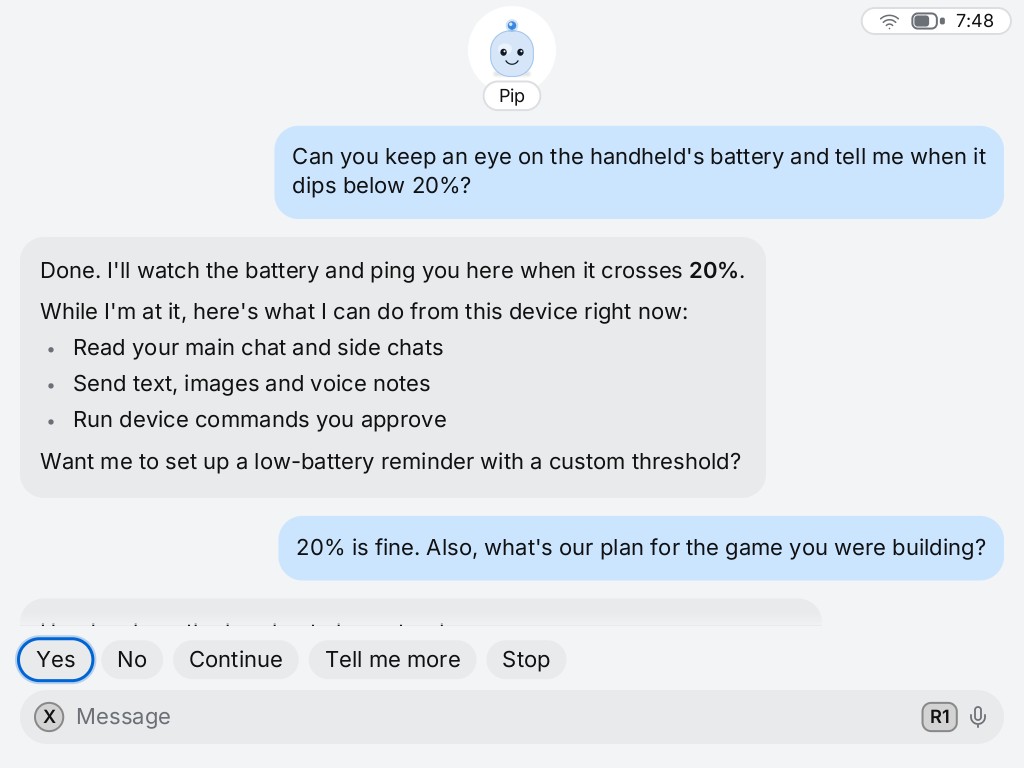 7:48
Pip
Can you keep an eye on the handheld's battery and tell me when it
dips below 20%?
Done. I'll watch the battery and ping you here when it crosses 20%.
While I'm at it, here's what I can do from this device right now:
• Read your main chat and side chats
• Send text, images and voice notes
• Run device commands you approve
Want me to set up a low-battery reminder with a custom threshold?
20% is fine. Also, what's our plan for the game you were building?
Yes No Continue Tell me more Stop
X Message R1